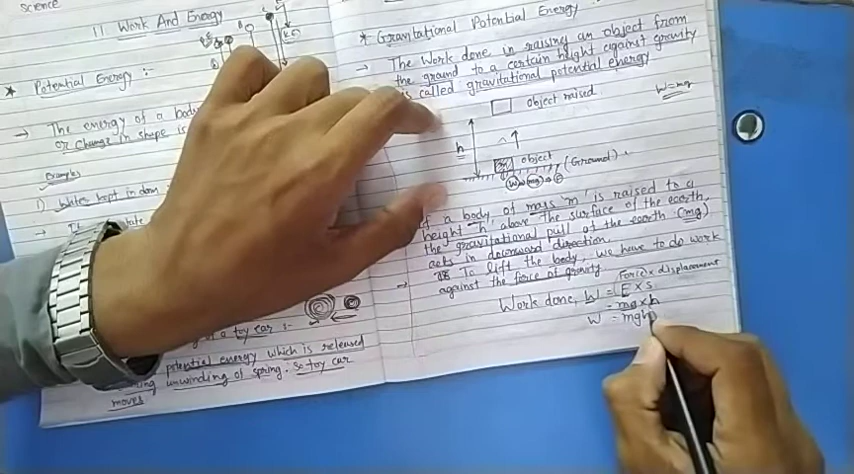 science
11 Work And Energy
* Potential Energy :-
→ The energy of a body
or change in shape is
Examples
1) Water kept in dam
of a toy car :-
potential energy which is released
unwinding of spring. So toy car
moves.
* Gravitational Potential Energy
→ The work done in raising an object from
the ground to a certain height against gravity
is called gravitational potential energy
W=mg
object raised.
h
m object (Ground).
If a body, of mass 'm' is raised to a
height 'h' above the surface of the earth,
the gravitational pull of the earth (mg)
acts in downward direction.
→ To lift the body, we have to do work
against the force of gravity.
Force × displacement
Work done, W = F × s
= mg × h
W = mgh